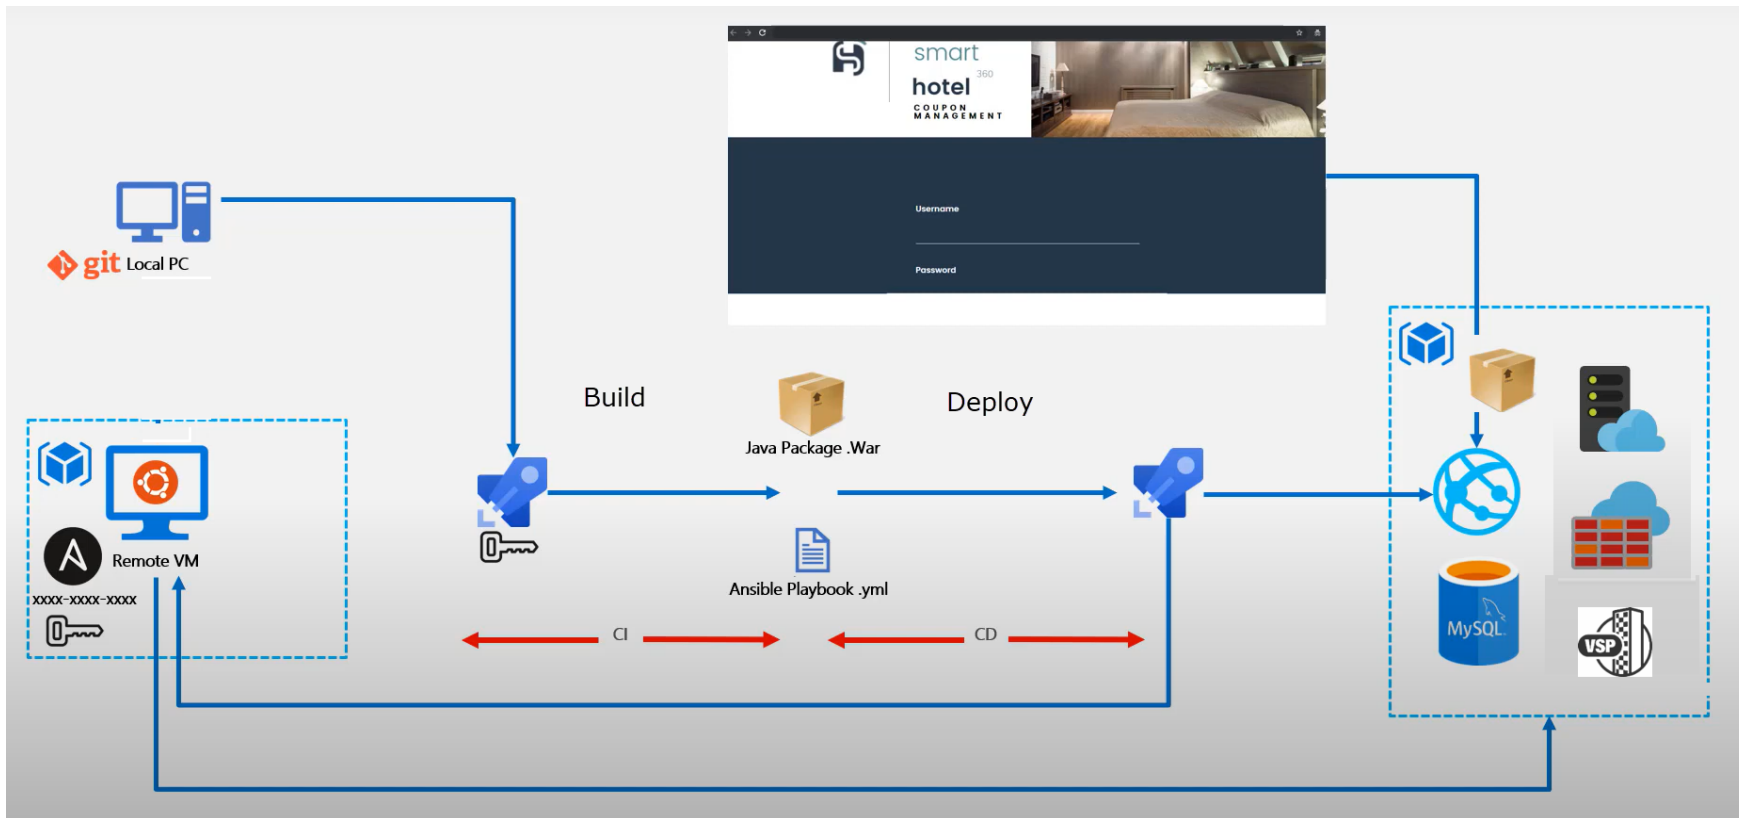 smart
360
hotel
COUPON
MANAGEMENT
Username
Password
git
Local PC
Build
Deploy
Java Package .War
Remote VM
xxxx-xxxx-xxxx
Ansible Playbook .yml
CI
CD
MySQL
VSP